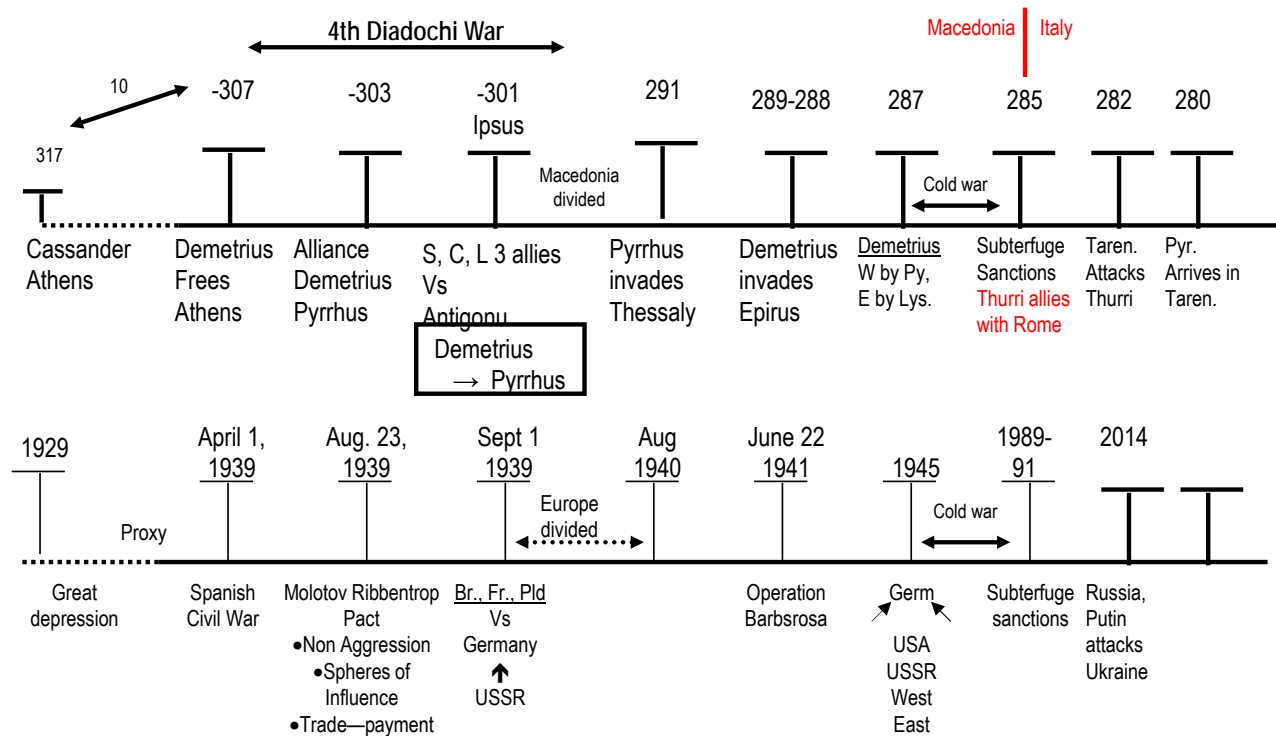 4th Diadochi War
Macedonia | Italy
10
-307
-303
-301
Ipsus
291
289-288
287
285
282
280
317
Macedonia
divided
Cold war
Cassander
Athens
Demetrius
Frees
Athens
Alliance
Demetrius
Pyrrhus
S, C, L 3 allies
Vs
Antigonu
Demetrius
→ Pyrrhus
Pyrrhus
invades
Thessaly
Demetrius
invades
Epirus
Demetrius
W by Py,
E by Lys.
Subterfuge
Sanctions
Thurri allies
with Rome
Taren.
Attacks
Thurri
Pyr.
Arrives in
Taren.
1929
April 1,
1939
Aug. 23,
1939
Sept 1
1939
Aug
1940
June 22
1941
1945
1989-
91
2014
Proxy
Europe
divided
Cold war
Great
depression
Spanish
Civil War
Molotov Ribbentrop
Pact
•Non Aggression
•Spheres of
Influence
•Trade—payment
Br., Fr., Pld
Vs
Germany
USSR
Operation
Barbsrosa
Germ
USA
USSR
West
East
Subterfuge
sanctions
Russia,
Putin
attacks
Ukraine